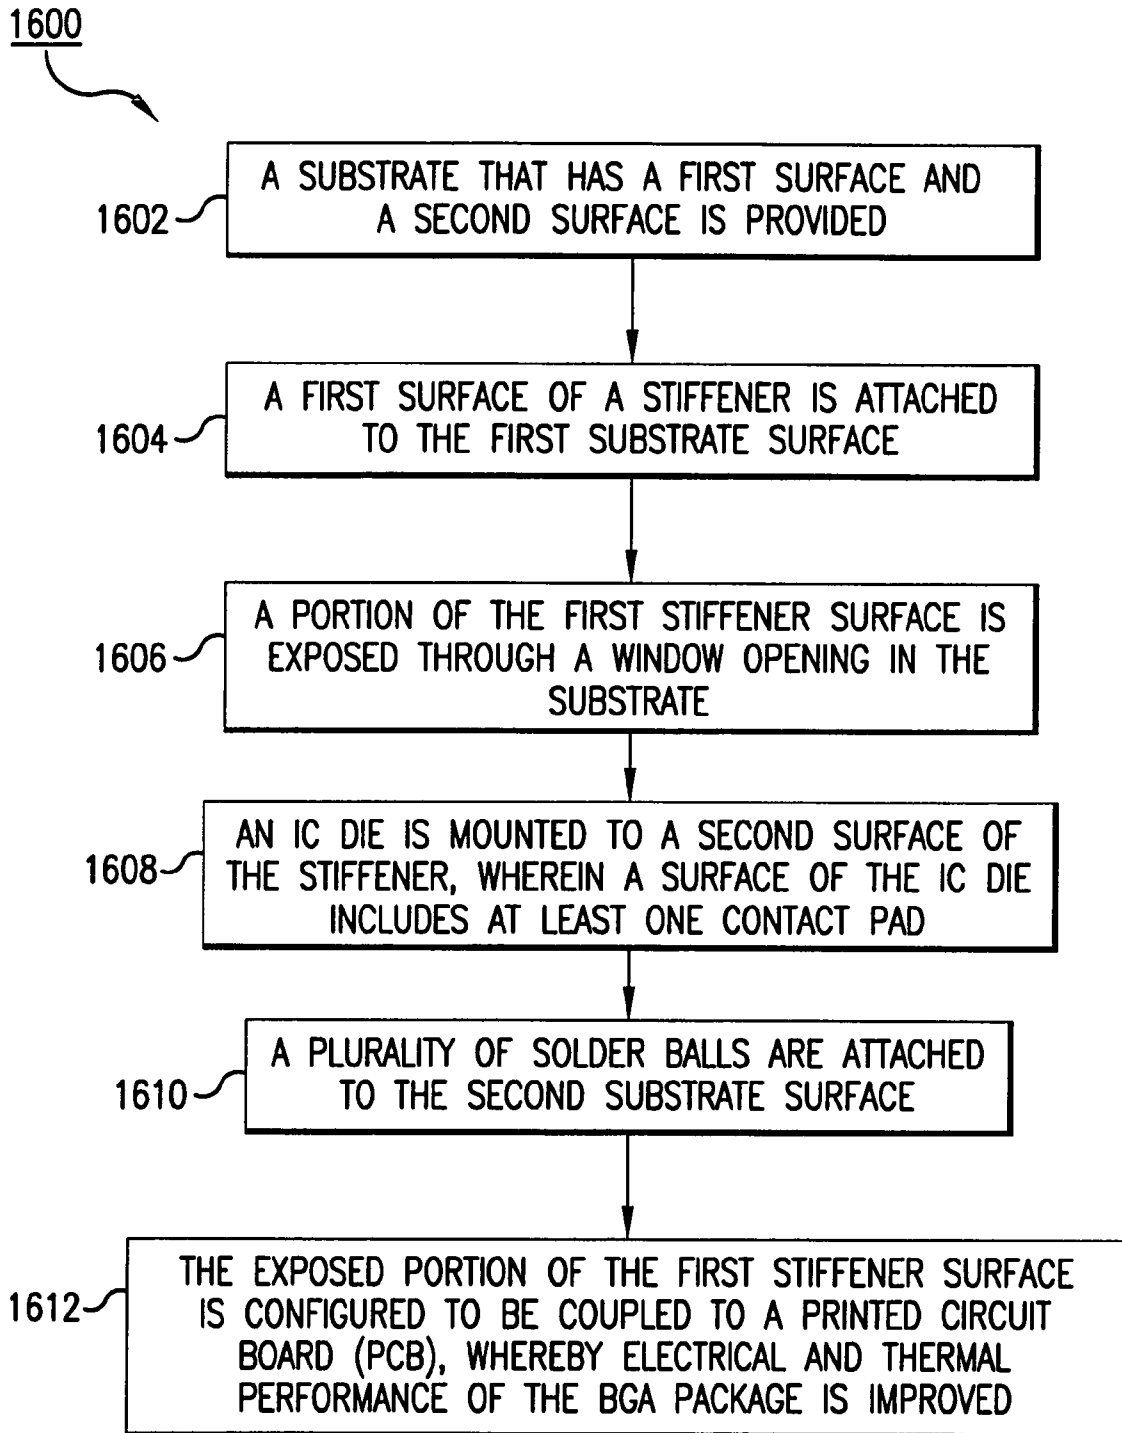 1600
A SUBSTRATE THAT HAS A FIRST SURFACE AND
A SECOND SURFACE IS PROVIDED
1602
A FIRST SURFACE OF A STIFFENER IS ATTACHED
TO THE FIRST SUBSTRATE SURFACE
1604
A PORTION OF THE FIRST STIFFENER SURFACE IS
EXPOSED THROUGH A WINDOW OPENING IN THE
SUBSTRATE
1606
AN IC DIE IS MOUNTED TO A SECOND SURFACE OF
THE STIFFENER, WHEREIN A SURFACE OF THE IC DIE
INCLUDES AT LEAST ONE CONTACT PAD
1608
A PLURALITY OF SOLDER BALLS ARE ATTACHED
TO THE SECOND SUBSTRATE SURFACE
1610
THE EXPOSED PORTION OF THE FIRST STIFFENER SURFACE
IS CONFIGURED TO BE COUPLED TO A PRINTED CIRCUIT
BOARD (PCB), WHEREBY ELECTRICAL AND THERMAL
PERFORMANCE OF THE BGA PACKAGE IS IMPROVED
1612